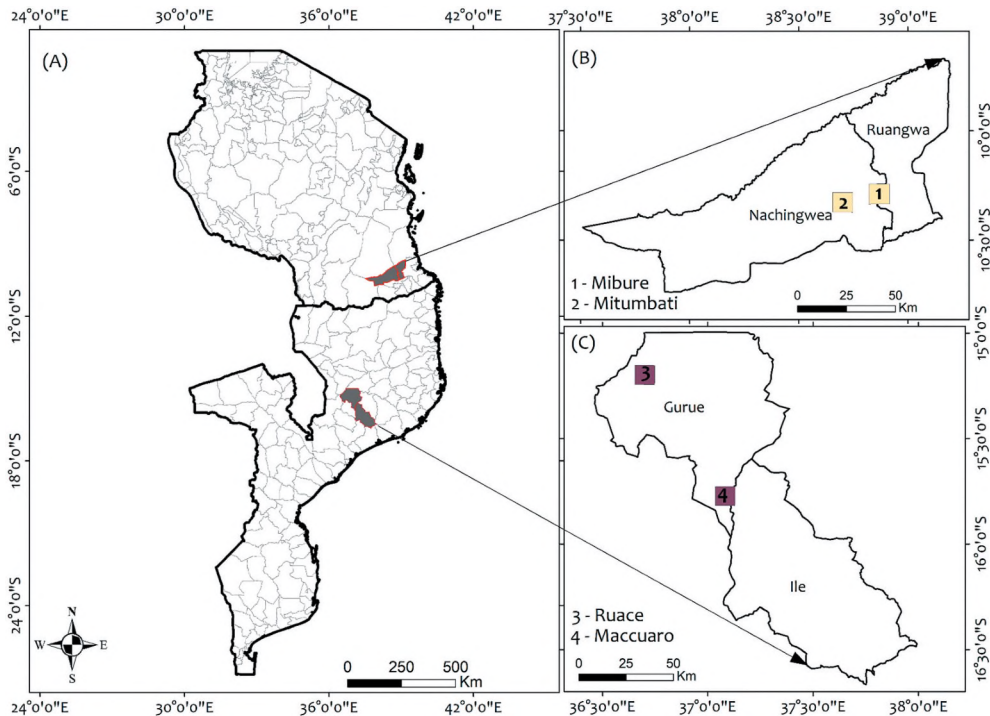 24°0'0"E 30°0'0"E 36°0'0"E 42°0'0"E
(A)
6°0'0"S
12°0'0"S
18°0'0"S
24°0'0"S
N
W E
S
0 250 500
Km
24°0'0"E 30°0'0"E 36°0'0"E 42°0'0"E
37°30'0"E 38°0'0"E 38°30'0"E 39°0'0"E
(B)
Ruangwa
10°0'0"S
1
2
Nachingwea
10°30'0"S
1 - Mibure
2 - Mitumbati
0 25 50
Km
(C)
15°0'0"S
3
Gurue
15°30'0"S
4
16°0'0"S
Ile
3 - Ruace
4 - Maccuaro
16°30'0"S
0 25 50
Km
36°30'0"E 37°0'0"E 37°30'0"E 38°0'0"E